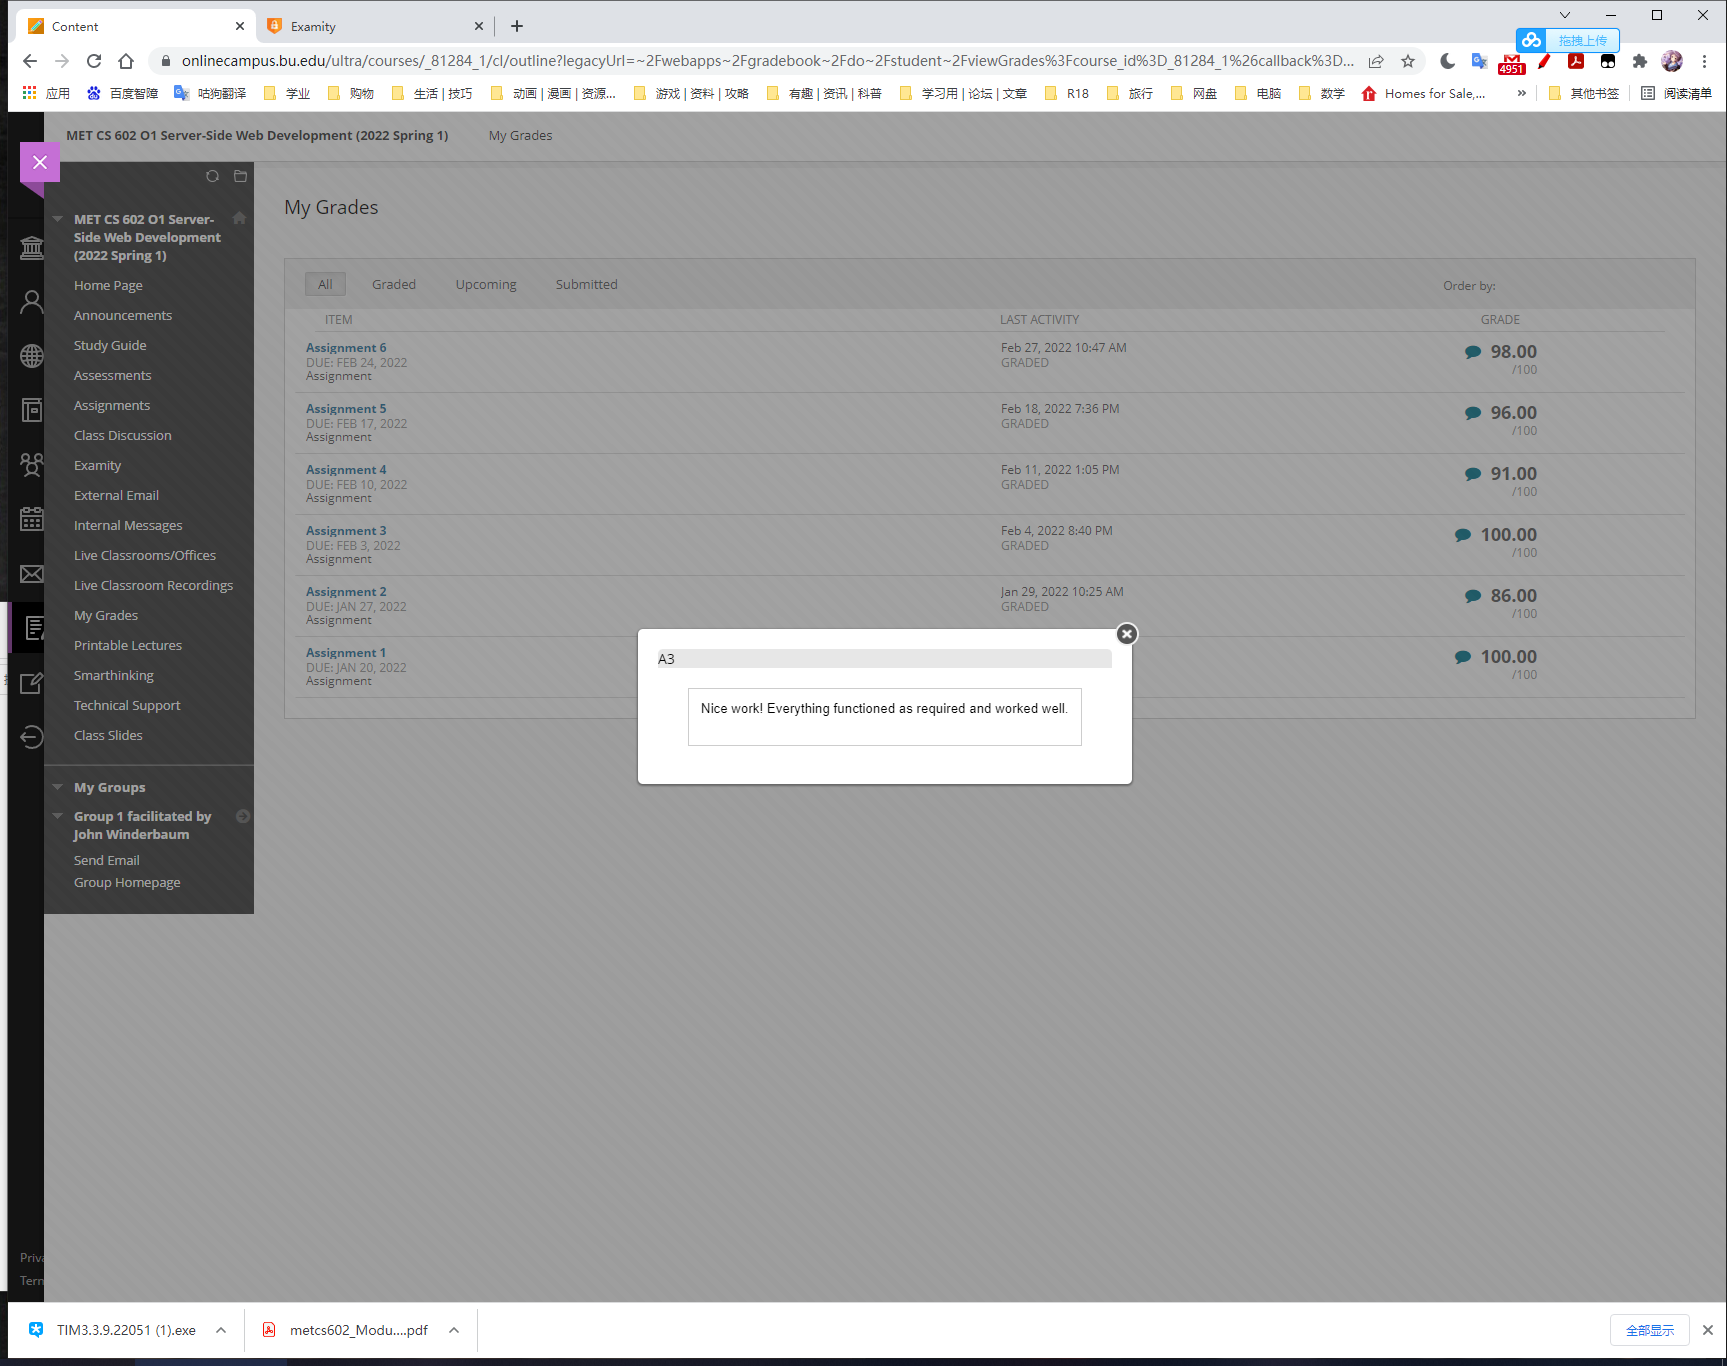 Content
Examity
拖拽上传
onlinecampus.bu.edu/ultra/courses/_81284_1/cl/outline?legacyUrl=~2Fwebapps~2Fgradebook~2Fdo~2Fstudent~2FviewGrades%3Fcourse_id%3D_81284_1%26callback%3D...
4951
应用
百度智障
咕狗翻译
学业
购物
生活 | 技巧
动画 | 漫画 | 资源...
游戏 | 资料 | 攻略
有趣 | 资讯 | 科普
学习用 | 论坛 | 文章
R18
旅行
网盘
电脑
数学
Homes for Sale,...
»
其他书签
阅读清单
MET CS 602 O1 Server-Side Web Development (2022 Spring 1)
My Grades
MET CS 602 O1 Server-
Side Web Development
(2022 Spring 1)
Home Page
Announcements
Study Guide
Assessments
Assignments
Class Discussion
Examity
External Email
Internal Messages
Live Classrooms/Offices
Live Classroom Recordings
My Grades
Printable Lectures
Smarthinking
Technical Support
Class Slides
My Groups
Group 1 facilitated by
John Winderbaum
Send Email
Group Homepage
Priva
Term
My Grades
All
Graded
Upcoming
Submitted
Order by:
ITEM
LAST ACTIVITY
GRADE
Assignment 6
DUE: FEB 24, 2022
Assignment
Feb 27, 2022 10:47 AM
GRADED
98.00
/100
Assignment 5
DUE: FEB 17, 2022
Assignment
Feb 18, 2022 7:36 PM
GRADED
96.00
/100
Assignment 4
DUE: FEB 10, 2022
Assignment
Feb 11, 2022 1:05 PM
GRADED
91.00
/100
Assignment 3
DUE: FEB 3, 2022
Assignment
Feb 4, 2022 8:40 PM
GRADED
100.00
/100
Assignment 2
DUE: JAN 27, 2022
Assignment
Jan 29, 2022 10:25 AM
GRADED
86.00
/100
Assignment 1
DUE: JAN 20, 2022
Assignment
100.00
/100
A3
Nice work! Everything functioned as required and worked well.
TIM3.3.9.22051 (1).exe
metcs602_Modu....pdf
全部显示